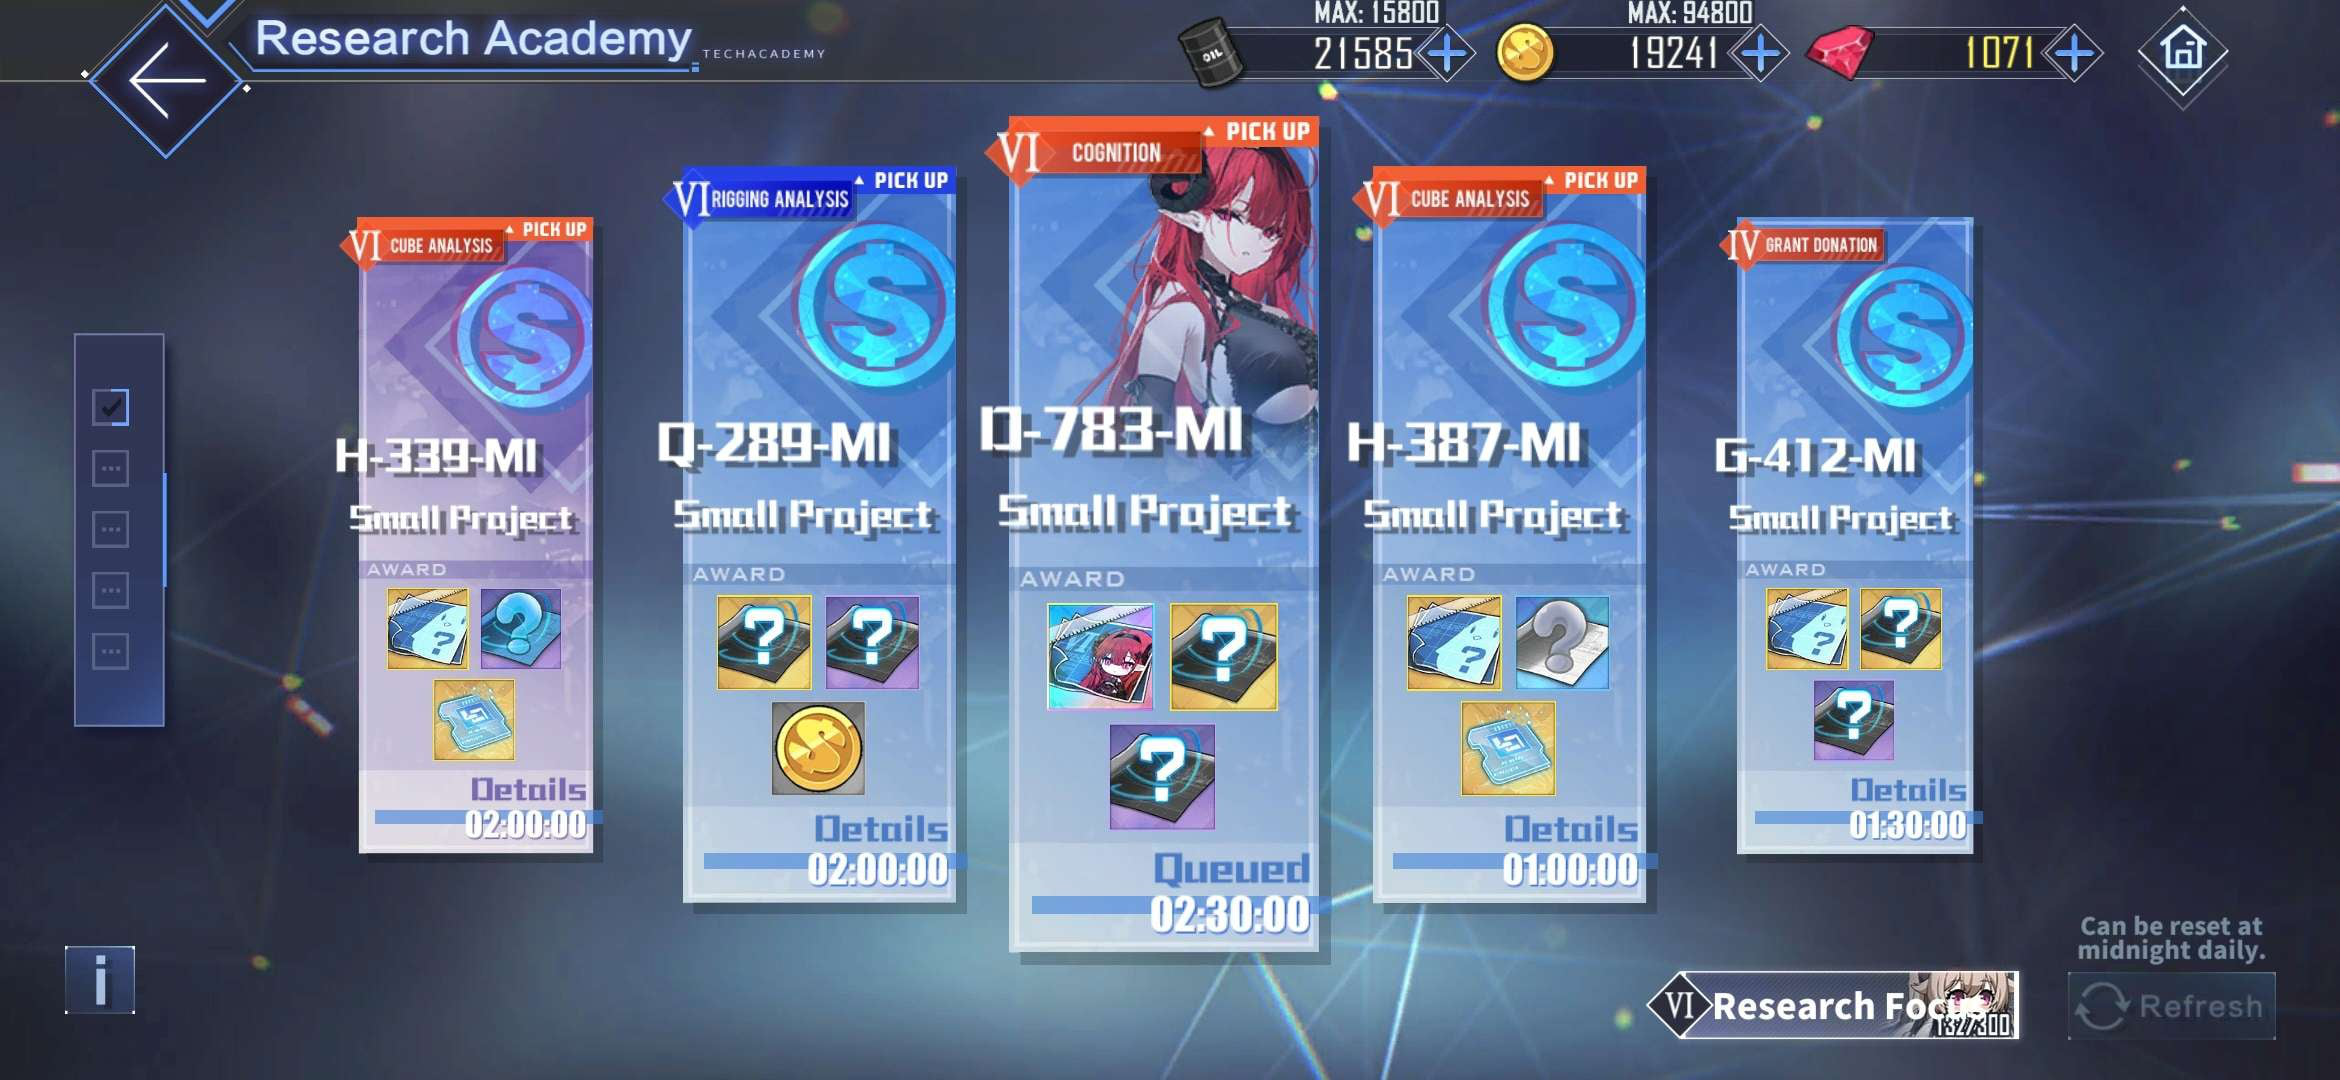 Research Academy
TECHACADEMY
OIL
MAX: 15800
21585
MAX: 94800
19241
1071
VI CUBE ANALYSIS
PICK UP
H-339-MI
Small Project
AWARD
Details
02:00:00
VI RIGGING ANALYSIS
PICK UP
Q-289-MI
Small Project
AWARD
Details
02:00:00
VI COGNITION
PICK UP
D-783-MI
Small Project
AWARD
Queued
02:30:00
VI CUBE ANALYSIS
PICK UP
H-387-MI
Small Project
AWARD
Details
01:00:00
IV GRANT DONATION
G-412-MI
Small Project
AWARD
Details
01:30:00
i
VI Research Focus
132/300
Can be reset at
midnight daily.
Refresh